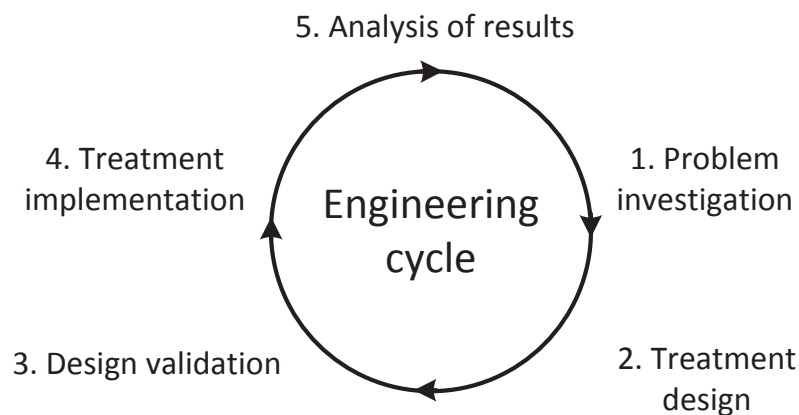 5. Analysis of results
4. Treatment
implementation
1. Problem
investigation
Engineering
cycle
3. Design validation
2. Treatment
design